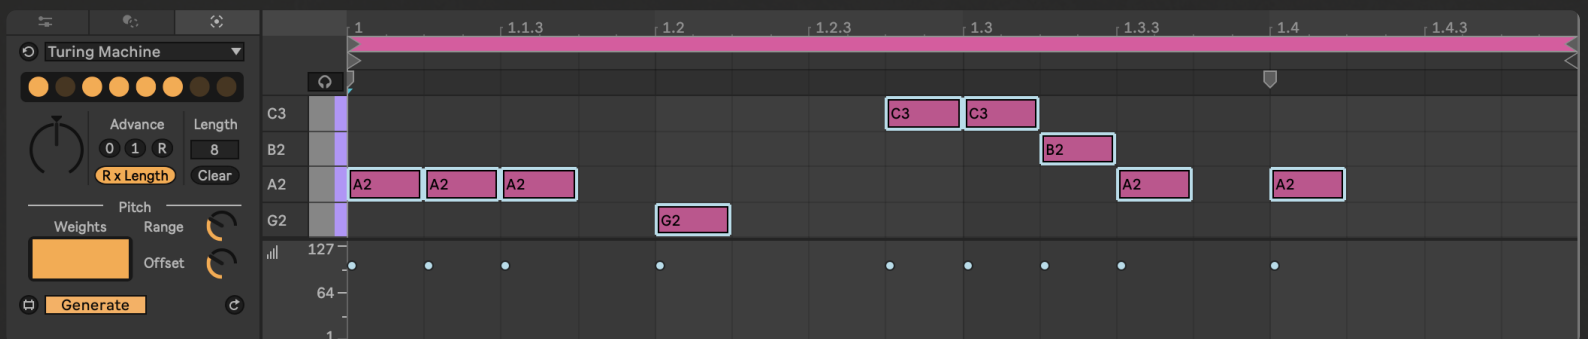 1 1.1.3 1.2 1.2.3 1.3 1.3.3 1.4 1.4.3
Turing Machine
Advance Length
0 1 R 8
R x Length Clear
Pitch
Weights Range
Offset
Generate
C3 C3 C3
B2 B2
A2 A2 A2 A2 A2 A2
G2 G2
127
64
1